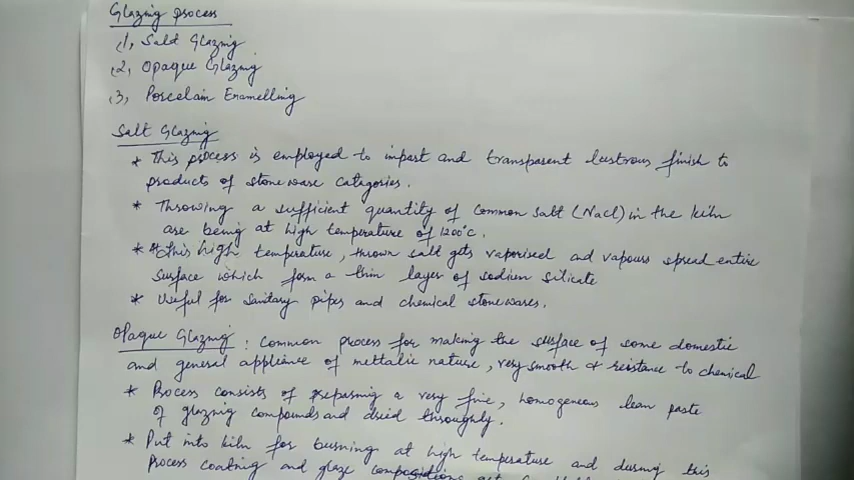 Glazing process
(1, Salt Glazing
(2, Opaque Glazing
(3, Porcelain Enamelling
Salt Glazing
* This process is employed to impart and transparent lustrous finish to
products of stoneware categories.
* Throwing a sufficient quantity of common salt (NaCl) in the kiln
are being at high temperature of 1200°C.
* At this high temperature, thrown salt gets vaporised and vapours spread entire
surface which form a thin layer of sodium silicate
* Useful for sanitary pipes and chemical stonewares.
Opaque Glazing : Common process for making the surface of some domestic
and general appliance of mettalic nature, very smooth & resistance to chemical
* Process consists of preparing a very fine, homogeneous lean paste
of glazing compounds and dried throughly.
* Put into kiln for burning at high temperature and during this
process coating and glaze